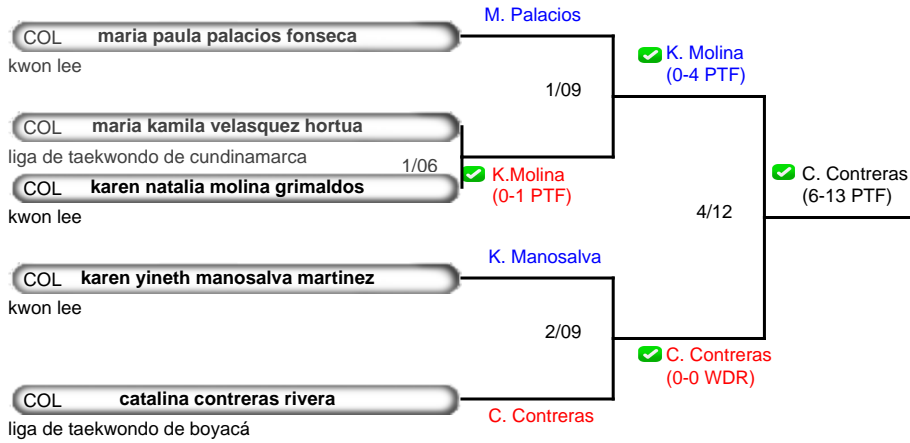 M. Palacios
COL maria paula palacios fonseca
kwon lee
K. Molina
(0-4 PTF)
1/09
COL maria kamila velasquez hortua
liga de taekwondo de cundinamarca
1/06
K.Molina
(0-1 PTF)
COL karen natalia molina grimaldos
kwon lee
C. Contreras
(6-13 PTF)
4/12
K. Manosalva
COL karen yineth manosalva martinez
kwon lee
2/09
C. Contreras
(0-0 WDR)
COL catalina contreras rivera
C. Contreras
liga de taekwondo de boyacá